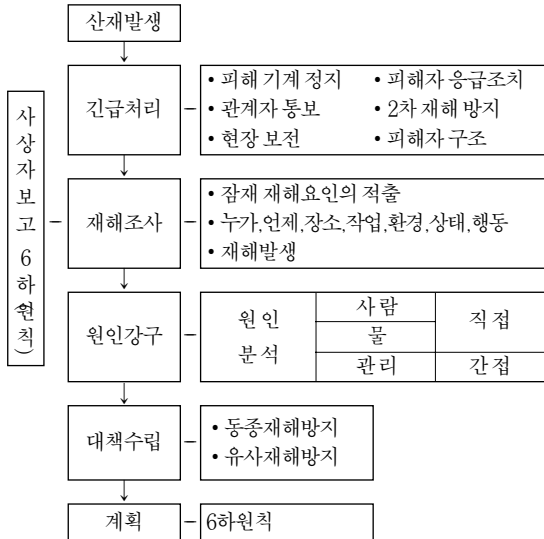 산재발생
사상자보고(6하원칙)
긴급처리
• 피해 기계 정지 • 피해자 응급조치
• 관계자 통보 • 2차 재해 방지
• 현장 보전 • 피해자 구조
재해조사
• 잠재 재해요인의 적출
• 누가,언제,장소,작업,환경,상태,행동
• 재해발생
원인강구
원인 분석
사람
물
관리
직접
간접
대책수립
• 동종재해방지
• 유사재해방지
계획
6하원칙